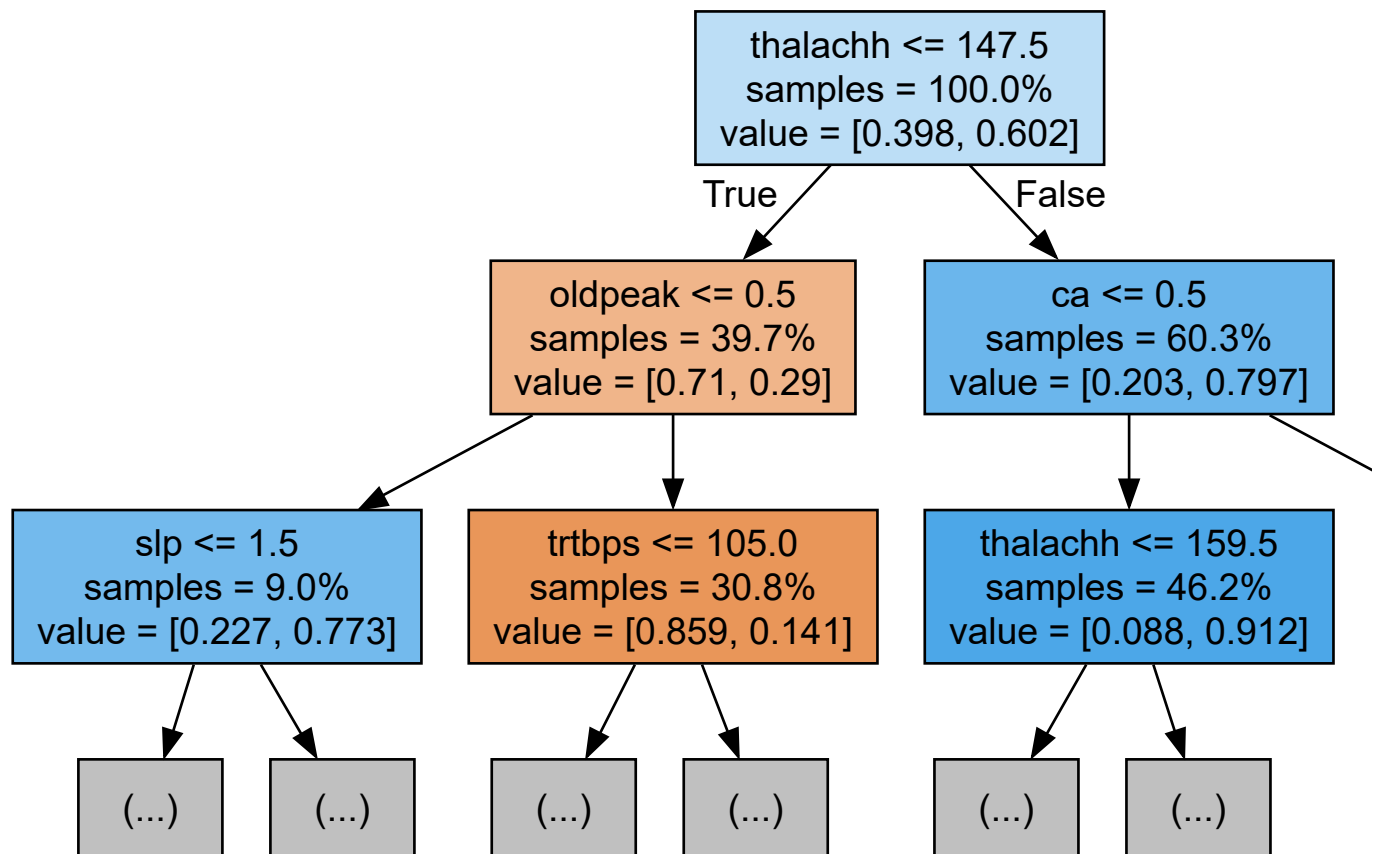 thalachh <= 147.5
samples = 100.0%
value = [0.398, 0.602]
True
False
oldpeak <= 0.5
samples = 39.7%
value = [0.71, 0.29]
ca <= 0.5
samples = 60.3%
value = [0.203, 0.797]
slp <= 1.5
samples = 9.0%
value = [0.227, 0.773]
trtbps <= 105.0
samples = 30.8%
value = [0.859, 0.141]
thalachh <= 159.5
samples = 46.2%
value = [0.088, 0.912]
(...)
(...)
(...)
(...)
(...)
(...)